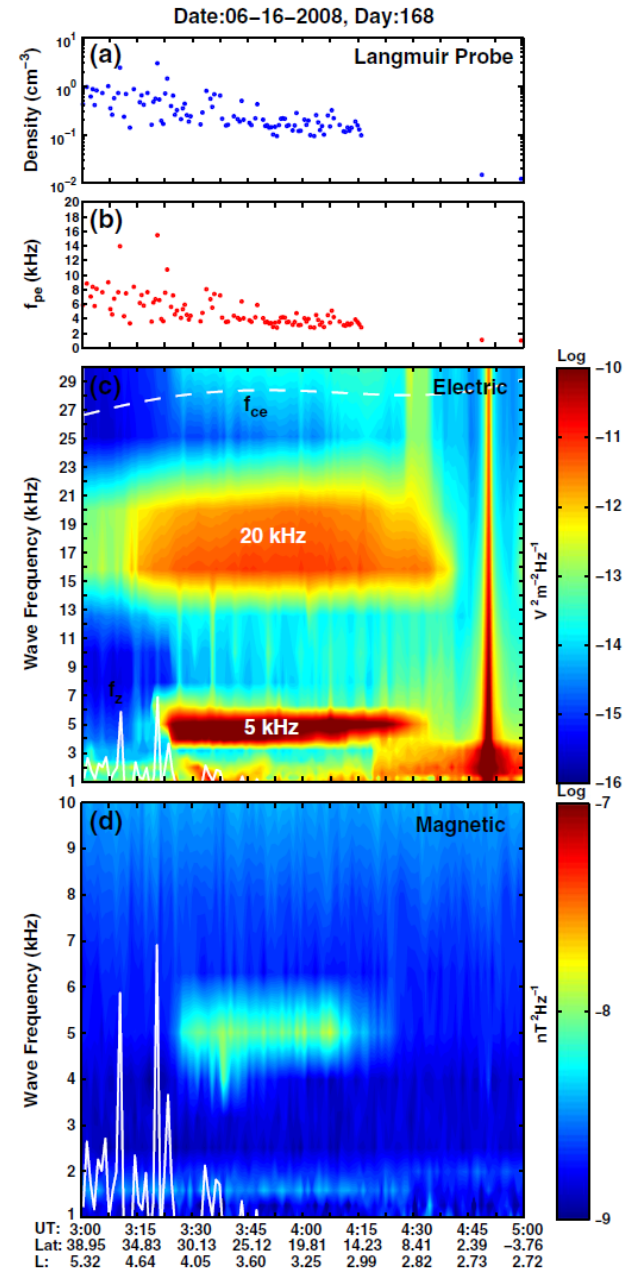 Date:06-16-2008, Day:168
(a) Langmuir Probe
Density (cm⁻³)
10¹
10⁰
10⁻¹
10⁻²
(b)
f_pe (kHz)
20
18
16
14
12
10
8
6
4
2
0
(c) Electric
f_ce
Wave Frequency (kHz)
29
27
25
23
21
19
17
15
13
11
9
7
5
3
1
20 kHz
f_z
5 kHz
Log
-10
-11
-12
-13
-14
-15
-16
V²m⁻²Hz⁻¹
(d) Magnetic
Wave Frequency (kHz)
10
9
8
7
6
5
4
3
2
1
Log
-7
-8
-9
nT²Hz⁻¹
UT: 3:00 3:15 3:30 3:45 4:00 4:15 4:30 4:45 5:00
Lat: 38.95 34.83 30.13 25.12 19.81 14.23 8.41 2.39 -3.76
L: 5.32 4.64 4.05 3.60 3.25 2.99 2.82 2.73 2.72